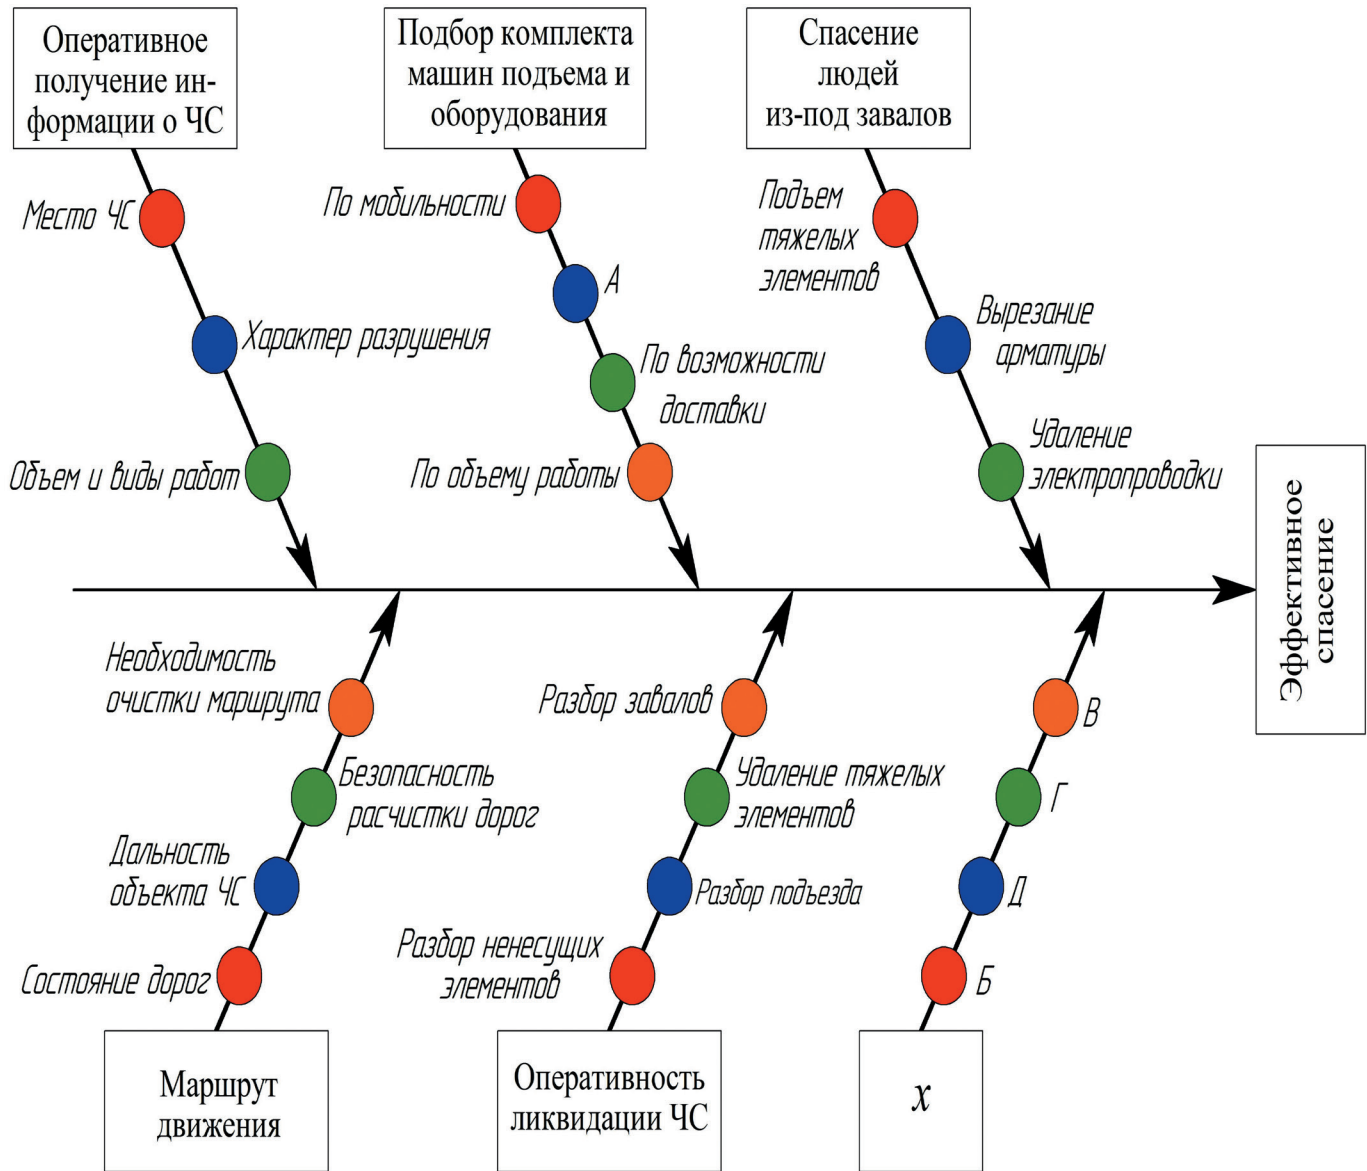 Оперативное
получение ин-
формации о ЧС
Место ЧС
Характер разрушения
Объем и виды работ
Подбор комплекта
машин подъема и
оборудования
По мобильности
А
По возможности
доставки
По объему работы
Спасение
людей
из-под завалов
Подъем
тяжелых
элементов
Вырезание
арматуры
Удаление
электропроводки
Эффективное
спасение
Необходимость
очистки маршрута
Безопасность
расчистки дорог
Дальность
объекта ЧС
Состояние дорог
Маршрут
движения
Разбор завалов
Удаление тяжелых
элементов
Разбор подъезда
Разбор ненесущих
элементов
Оперативность
ликвидации ЧС
В
Г
Д
Б
x